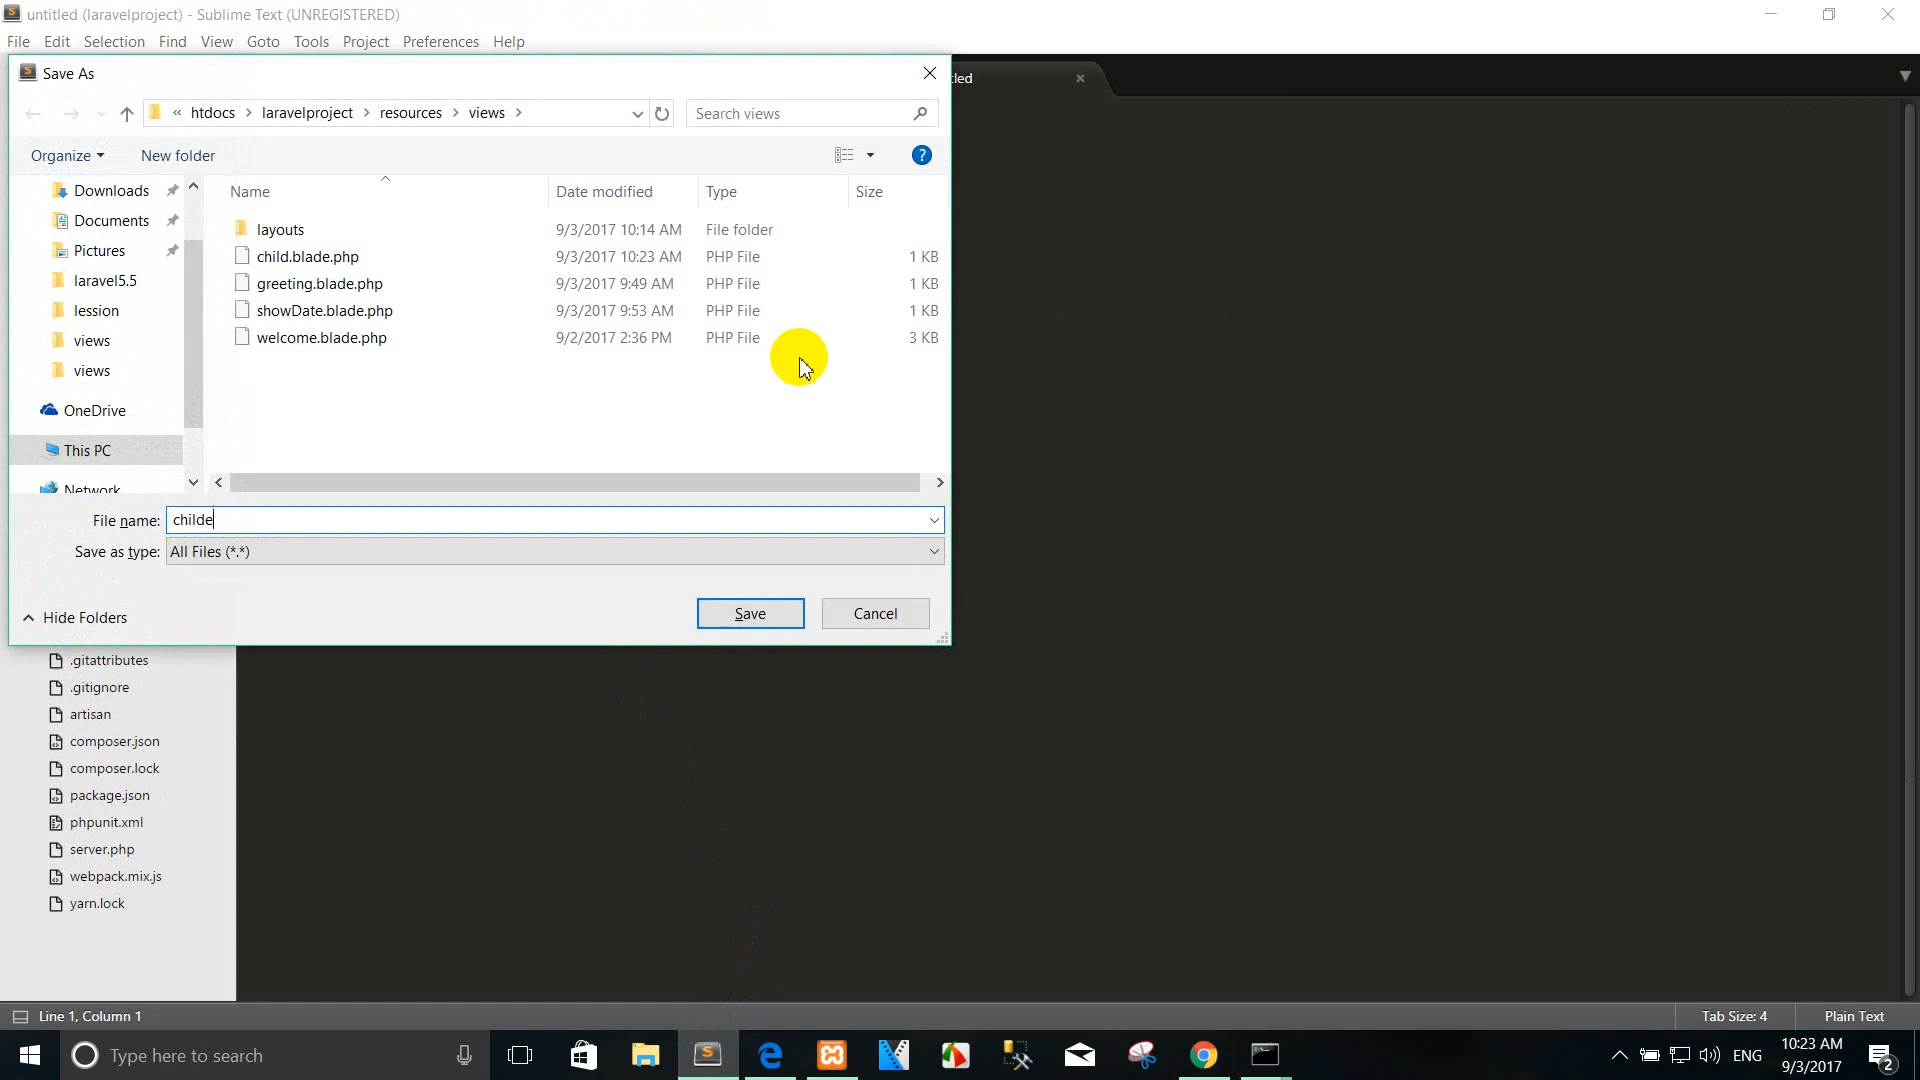 untitled (laravelproject) - Sublime Text (UNREGISTERED)
File Edit Selection Find View Goto Tools Project Preferences Help
Save As
led
« htdocs > laravelproject > resources > views >
Search views
Organize
New folder
Name Date modified Type Size
Downloads
Documents
Pictures
laravel5.5
lession
views
views
OneDrive
This PC
Network
layouts 9/3/2017 10:14 AM File folder
child.blade.php 9/3/2017 10:23 AM PHP File 1 KB
greeting.blade.php 9/3/2017 9:49 AM PHP File 1 KB
showDate.blade.php 9/3/2017 9:53 AM PHP File 1 KB
welcome.blade.php 9/2/2017 2:36 PM PHP File 3 KB
File name: childe
Save as type: All Files (*.*)
Hide Folders
Save
Cancel
.gitattributes
.gitignore
artisan
composer.json
composer.lock
package.json
phpunit.xml
server.php
webpack.mix.js
yarn.lock
Line 1, Column 1
Tab Size: 4
Plain Text
Type here to search
ENG
10:23 AM
9/3/2017
2